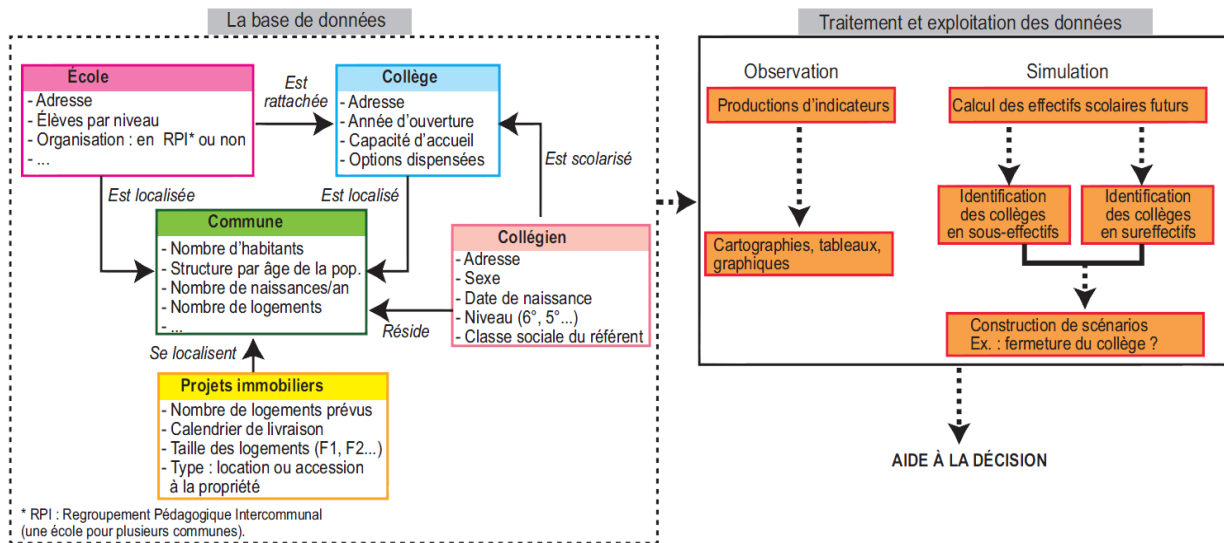 La base de données
École
- Adresse
- Élèves par niveau
- Organisation : en RPI* ou non
- ...
Est
rattachée
Collège
- Adresse
- Année d'ouverture
- Capacité d'accueil
- Options dispensées
Est scolarisé
Est localisée
Est localisé
Commune
- Nombre d'habitants
- Structure par âge de la pop.
- Nombre de naissances/an
- Nombre de logements
- ...
Collégien
- Adresse
- Sexe
- Date de naissance
- Niveau (6°, 5°...)
- Classe sociale du référent
Réside
Se localisent
Projets immobiliers
- Nombre de logements prévus
- Calendrier de livraison
- Taille des logements (F1, F2...)
- Type : location ou accession
à la propriété
* RPI : Regroupement Pédagogique Intercommunal
(une école pour plusieurs communes).
Traitement et exploitation des données
Observation
Productions d'indicateurs
Cartographies, tableaux,
graphiques
Simulation
Calcul des effectifs scolaires futurs
Identification
des collèges
en sous-effectifs
Identification
des collèges
en sureffectifs
Construction de scénarios
Ex. : fermeture du collège ?
AIDE À LA DÉCISION